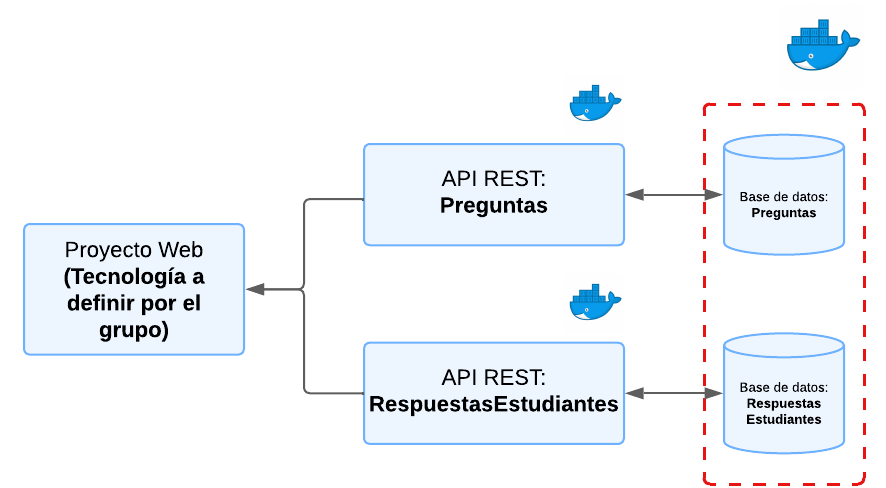 API REST:
Preguntas
Base de datos:
Preguntas
Proyecto Web
(Tecnología a
definir por el
grupo)
API REST:
RespuestasEstudiantes
Base de datos:
Respuestas
Estudiantes